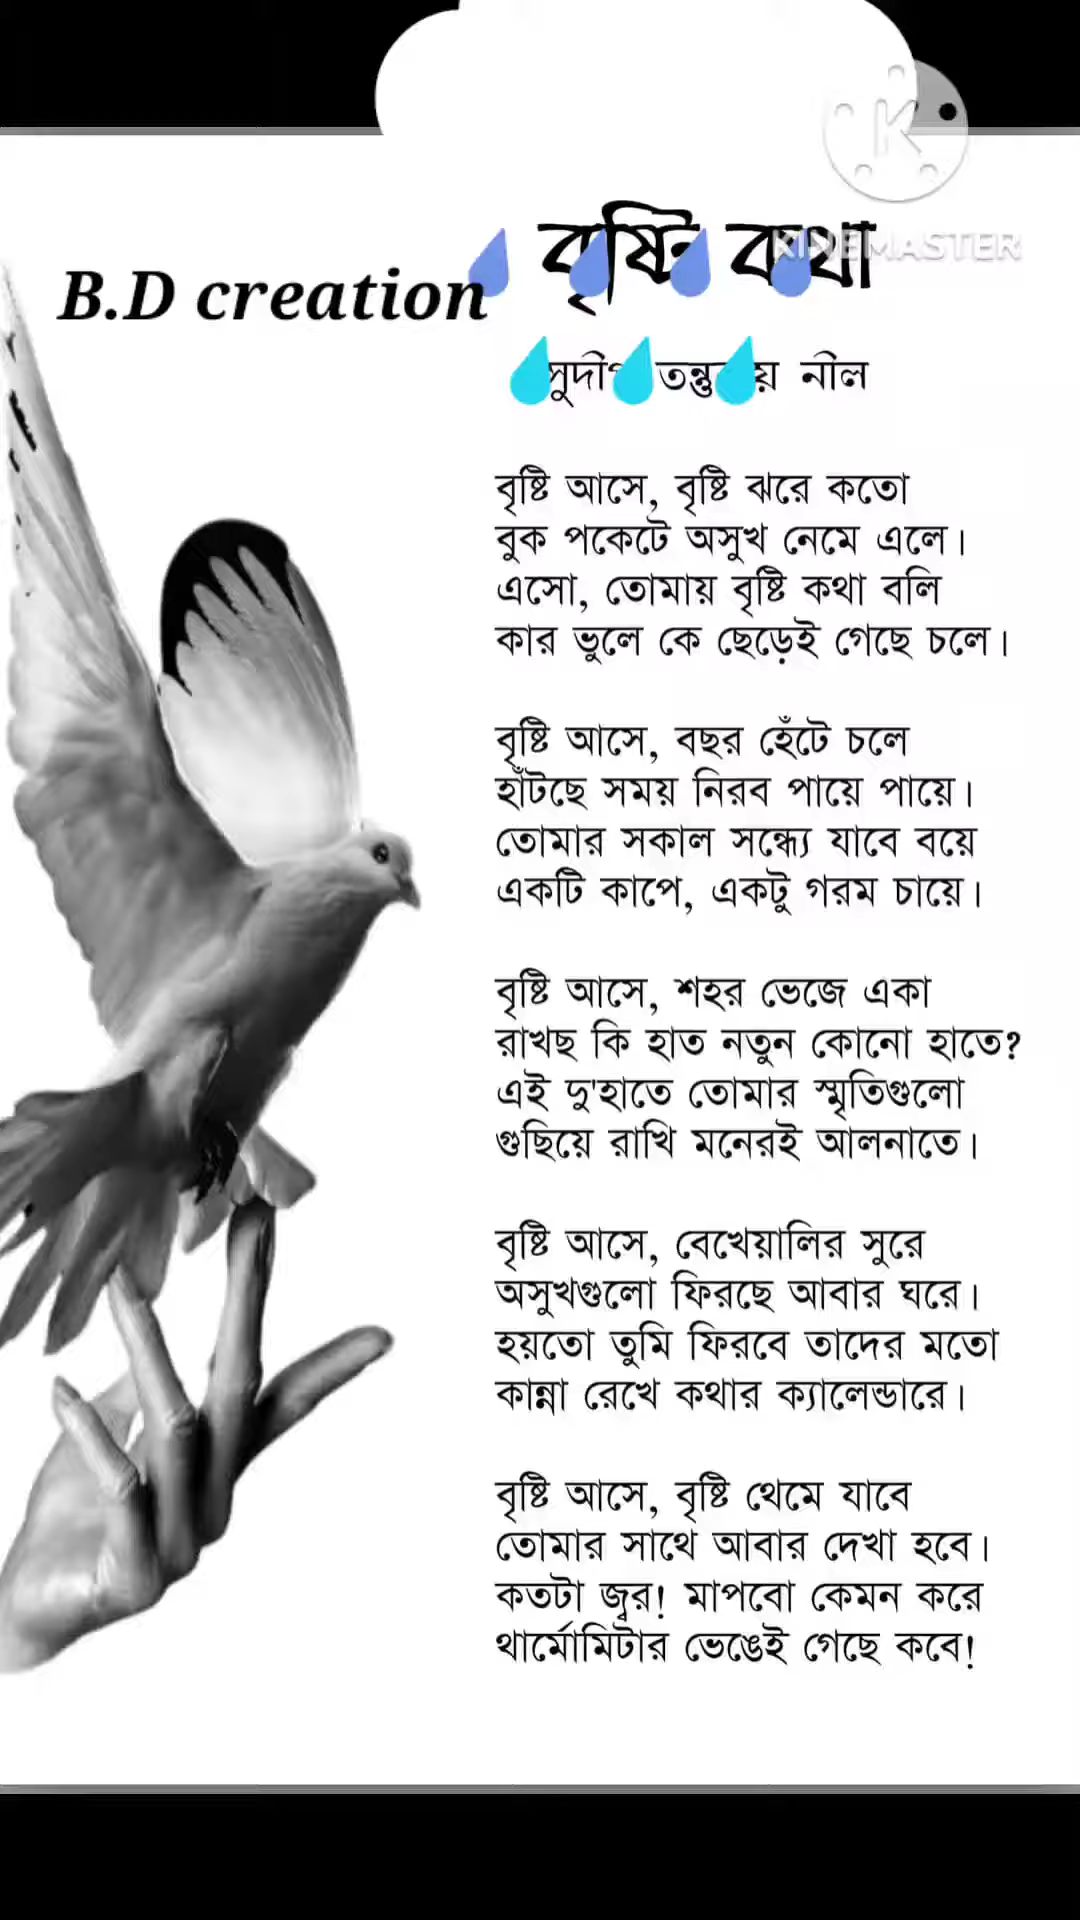 KINEMASTER
বৃষ্টি কথা
B.D creation
নীল
বৃষ্টি আসে, বৃষ্টি ঝরে কতো
বুক পকেটে অসুখ নেমে এলে।
এসো, তোমায় বৃষ্টি কথা বলি
কার ভুলে কে ছেড়েই গেছে চলে।
বৃষ্টি আসে, বছর হেঁটে চলে
হাঁটছে সময় নিরব পায়ে পায়ে।
তোমার সকাল সন্ধ্যে যাবে বয়ে
একটি কাপে, একটু গরম চায়ে।
বৃষ্টি আসে, শহর ভেজে একা
রাখছ কি হাত নতুন কোনো হাতে?
এই দু'হাতে তোমার স্মৃতিগুলো
গুছিয়ে রাখি মনেরই আলনাতে।
বৃষ্টি আসে, বেখেয়ালির সুরে
অসুখগুলো ফিরছে আবার ঘরে।
হয়তো তুমি ফিরবে তাদের মতো
কান্না রেখে কথার ক্যালেন্ডারে।
বৃষ্টি আসে, বৃষ্টি থেমে যাবে
তোমার সাথে আবার দেখা হবে।
কতটা জ্বর! মাপবো কেমন করে
থার্মোমিটার ভেঙেই গেছে কবে!